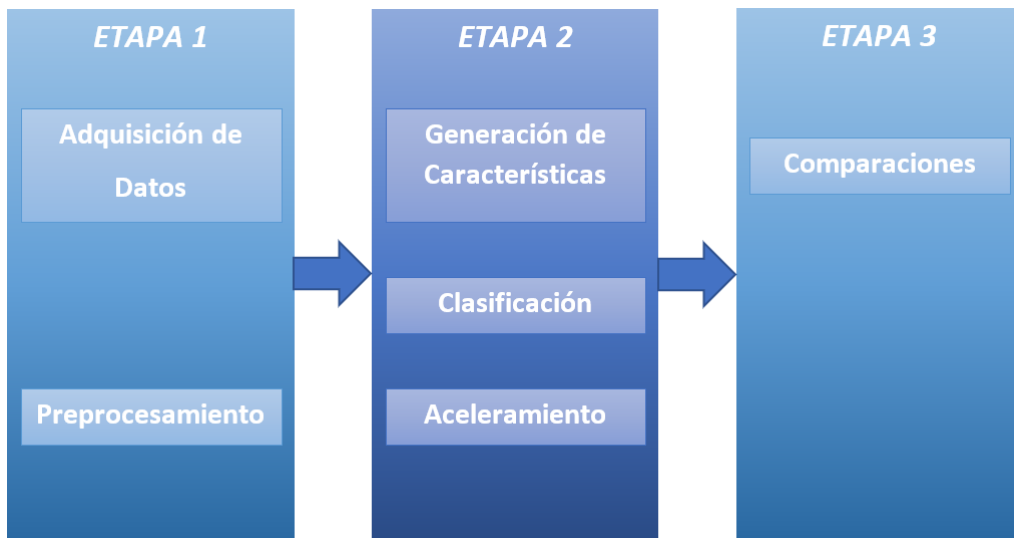 ETAPA 1
Adquisición de
Datos
Preprocesamiento
ETAPA 2
Generación de
Características
Clasificación
Aceleramiento
ETAPA 3
Comparaciones